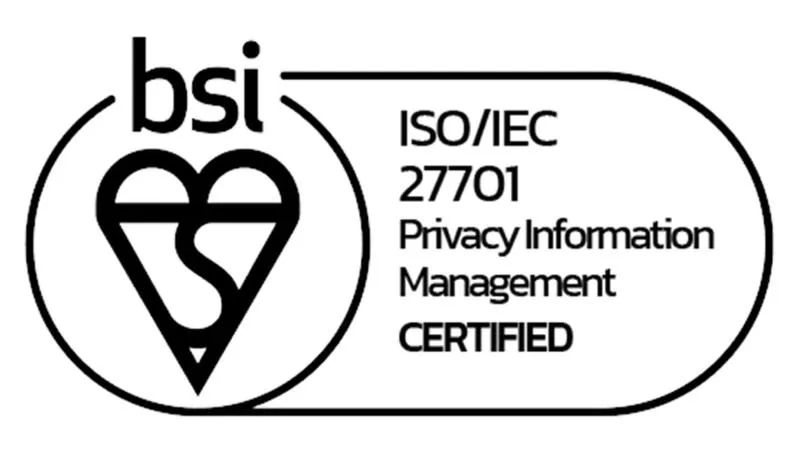 bsi
ISO/IEC
27701
Privacy Information
Management
CERTIFIED